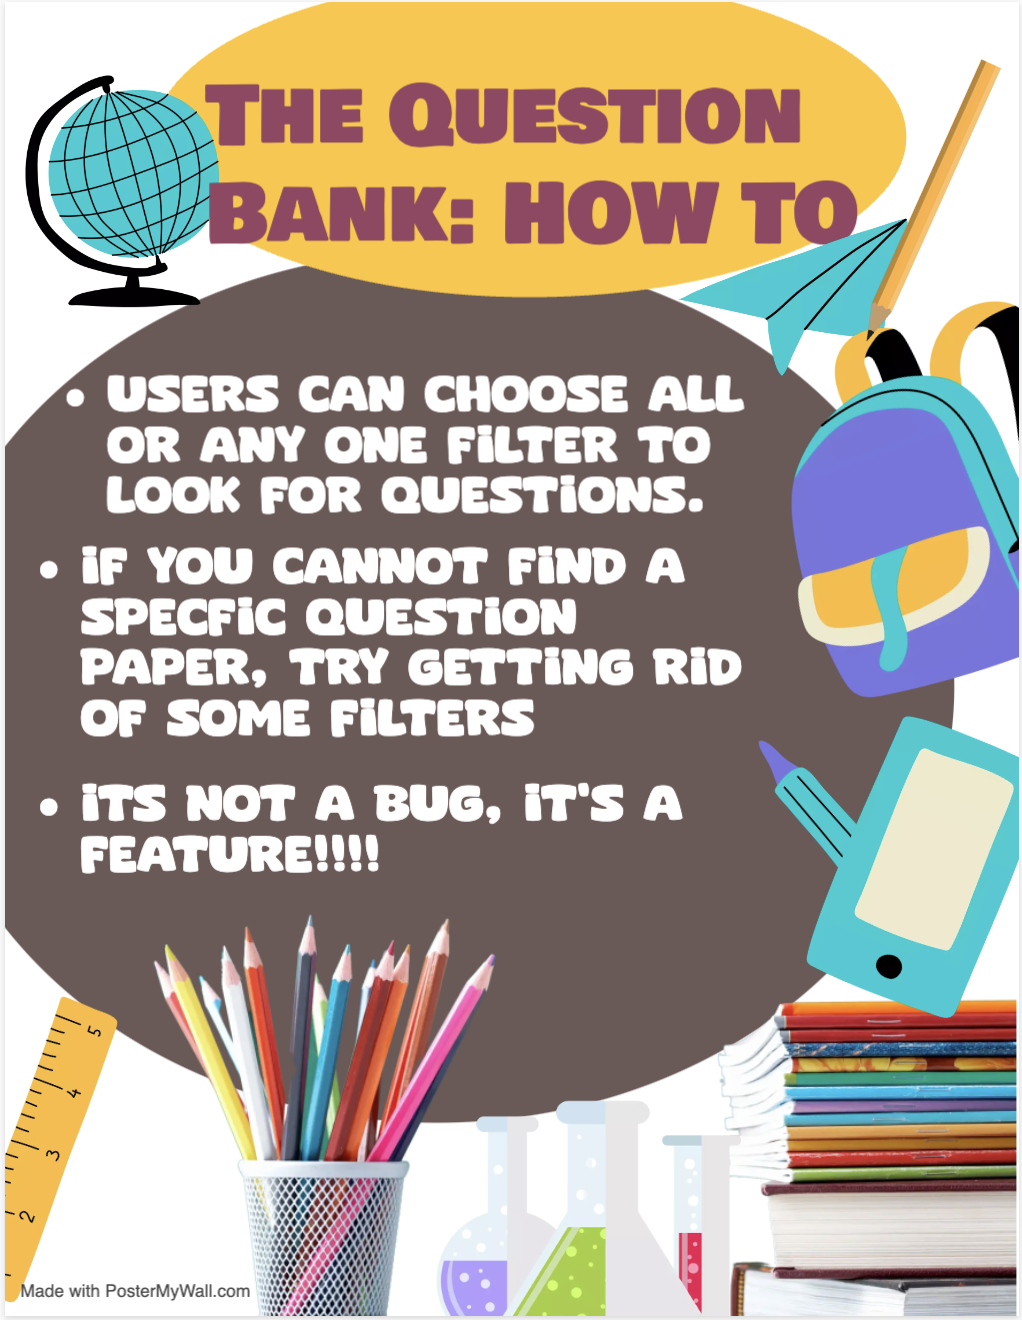 The Question
Bank: HOW TO
• USERS CAN CHOOSE ALL
OR ANY ONE FiLTER TO
LOOK FOR QUESTiONS.
• iF YOU CANNOT FiND A
SPECFiC QUESTiON
PAPER, TRY GETTiNG RiD
OF SOME FiLTERS
• iTS NOT A BUG, iT'S A
FEATURE!!!!
5
4
3
2
Made with PosterMyWall.com